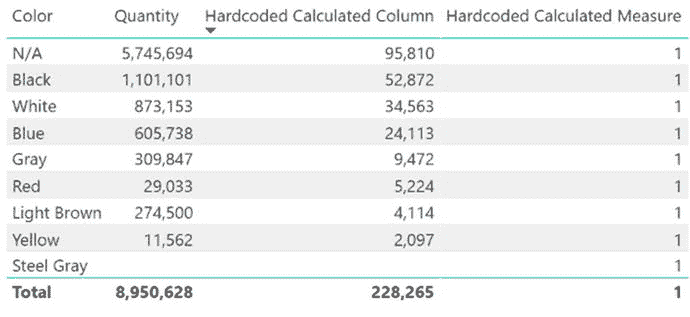 Color Quantity Hardcoded Calculated Column Hardcoded Calculated Measure
N/A 5,745,694 95,810 1
Black 1,101,101 52,872 1
White 873,153 34,563 1
Blue 605,738 24,113 1
Gray 309,847 9,472 1
Red 29,033 5,224 1
Light Brown 274,500 4,114 1
Yellow 11,562 2,097 1
Steel Gray 1
Total 8,950,628 228,265 1